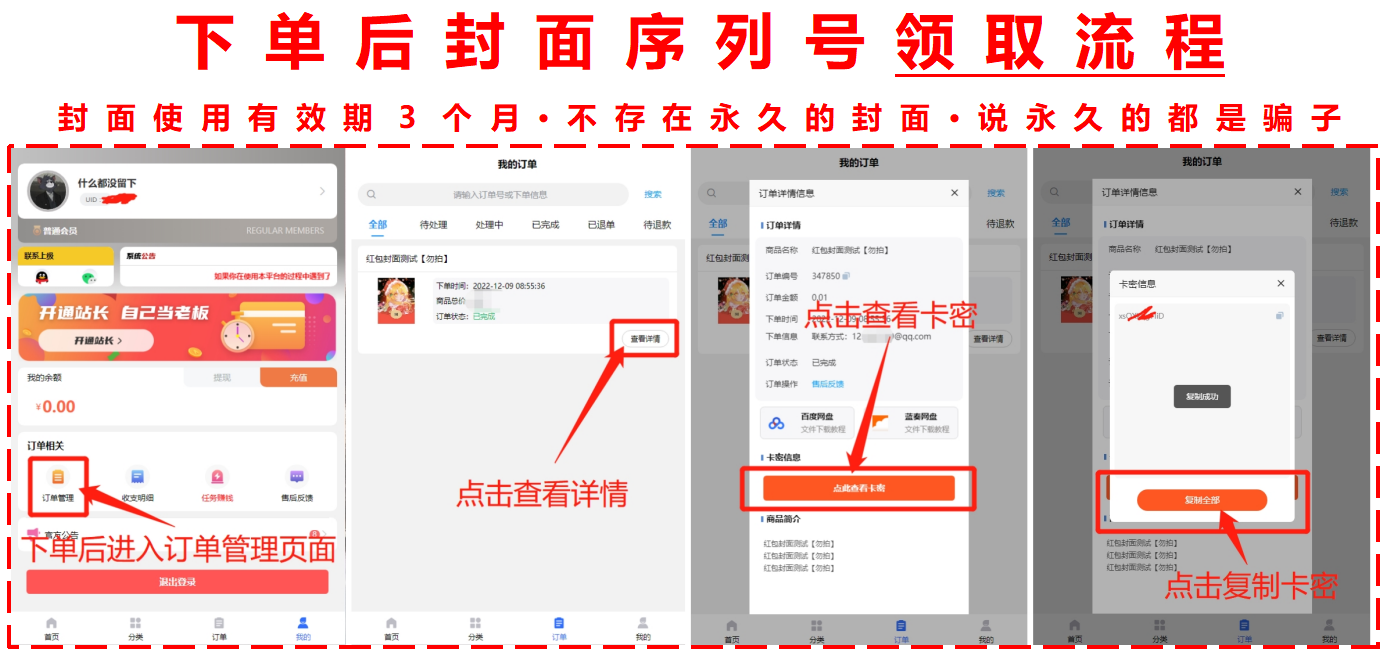 下单后封面序列号领取流程
封面使用有效期3个月·不存在永久的封面·说永久的都是骗子
什么都没留下
UID：
普通会员
REGULAR MEMBERS
联系上级
系统公告
如果你在使用本平台的过程中遇到了
开通站长 自己当老板
开通站长 >
我的余额
提现
充值
¥0.00
订单相关
订单管理
收支明细
任务赚钱
售后反馈
下单后进入订单管理页面
退出登录
首页
分类
订单
我的
我的订单
请输入订单号或下单信息
搜索
全部
待处理
处理中
已完成
已退单
待退款
红包封面测试【勿拍】
下单时间：2022-12-09 08:55:36
商品总价
订单状态：已完成
查看详情
点击查看详情
首页
分类
订单
我的
我的订单
搜索
全部
待退款
红包封面测
查看详情
订单详情信息
订单详情
商品名称 红包封面测试【勿拍】
订单编号 347850
订单金额 0.01
下单时间 2022-12-09 08:55:36
下单信息 联系方式：12 @qq.com
订单状态 已完成
订单操作 售后反馈
点击查看卡密
百度网盘
文件下载教程
蓝奏网盘
文件下载教程
卡密信息
点此查看卡密
商品简介
红包封面测试【勿拍】
红包封面测试【勿拍】
红包封面测试【勿拍】
首页
分类
订单
我的
我的订单
搜索
全部
待退款
红包封面测
查看详情
订单详情信息
订单详情
商品名称 红包封面测试【勿拍】
卡密信息
复制成功
复制全部
点击复制卡密
红包封面测试【勿拍】
红包封面测试【勿拍】
红包封面测试【勿拍】
首页
分类
订单
我的